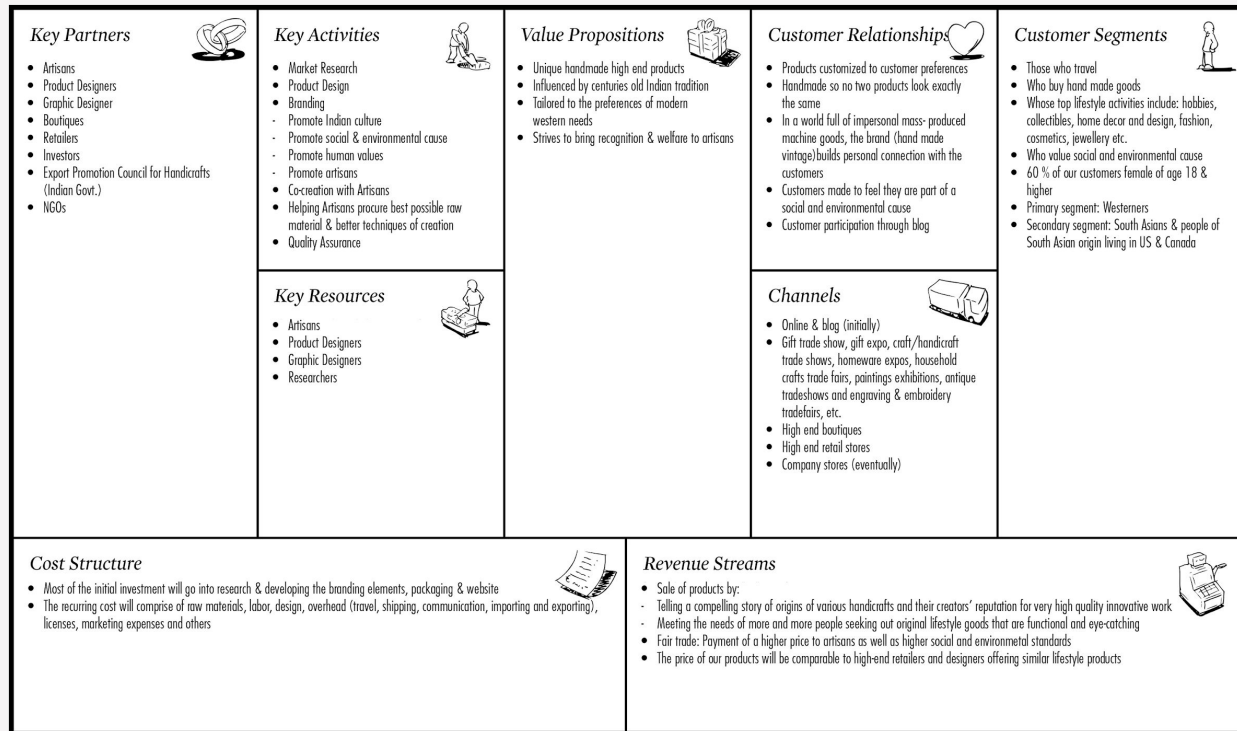 Key Partners
• Artisans
• Product Designers
• Graphic Designer
• Boutiques
• Retailers
• Investors
• Export Promotion Council for Handicrafts
(Indian Govt.)
• NGOs
Key Activities
• Market Research
• Product Design
• Branding
- Promote Indian culture
- Promote social & environmental cause
- Promote human values
- Promote artisans
• Co-creation with Artisans
• Helping Artisans procure best possible raw
material & better techniques of creation
• Quality Assurance
Key Resources
• Artisans
• Product Designers
• Graphic Designers
• Researchers
Value Propositions
• Unique handmade high end products
• Influenced by centuries old Indian tradition
• Tailored to the preferences of modern
western needs
• Strives to bring recognition & welfare to artisans
Customer Relationships
• Products customized to customer preferences
• Handmade so no two products look exactly
the same
• In a world full of impersonal mass- produced
machine goods, the brand (hand made
vintage)builds personal connection with the
customers
• Customers made to feel they are part of a
social and environmental cause
• Customer participation through blog
Channels
• Online & blog (initially)
• Gift trade show, gift expo, craft/handicraft
trade shows, homeware expos, household
crafts trade fairs, paintings exhibitions, antique
tradeshows and engraving & embroidery
tradefairs, etc.
• High end boutiques
• High end retail stores
• Company stores (eventually)
Customer Segments
• Those who travel
• Who buy hand made goods
• Whose top lifestyle activities include: hobbies,
collectibles, home decor and design, fashion,
cosmetics, jewellery etc.
• Who value social and environmental cause
• 60 % of our customers female of age 18 &
higher
• Primary segment: Westerners
• Secondary segment: South Asians & people of
South Asian origin living in US & Canada
Cost Structure
• Most of the initial investment will go into research & developing the branding elements, packaging & website
• The recurring cost will comprise of raw materials, labor, design, overhead (travel, shipping, communication, importing and exporting),
licenses, marketing expenses and others
Revenue Streams
• Sale of products by:
- Telling a compelling story of origins of various handicrafts and their creators' reputation for very high quality innovative work
- Meeting the needs of more and more people seeking out original lifestyle goods that are functional and eye-catching
• Fair trade: Payment of a higher price to artisans as well as higher social and environmetal standards
• The price of our products will be comparable to high-end retailers and designers offering similar lifestyle products